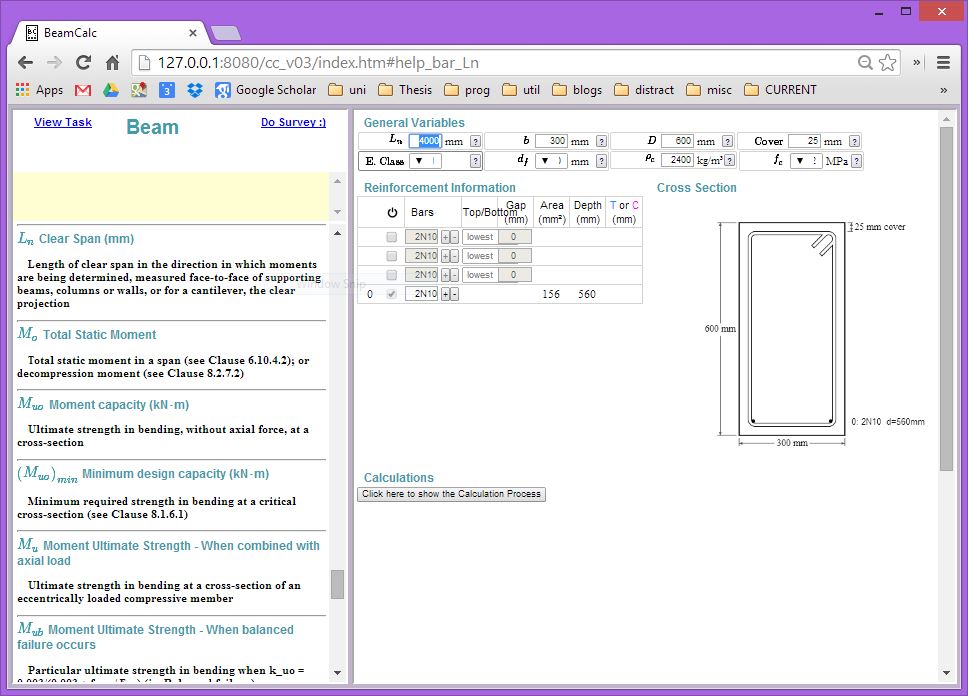 BeamCalc
127.0.0.1:8080/cc_v03/index.htm#help_bar_Ln
Apps Google Scholar uni Thesis prog util blogs distract misc CURRENT »
View Task Beam Do Survey :)
L_n Clear Span (mm)
Length of clear span in the direction in which moments
are being determined, measured face-to-face of supporting
beams, columns or walls, or for a cantilever, the clear
projection
Window Snip
M_o Total Static Moment
Total static moment in a span (see Clause 6.10.4.2); or
decompression moment (see Clause 8.2.7.2)
M_uo Moment capacity (kN-m)
Ultimate strength in bending, without axial force, at a
cross-section
(M_uo)_min Minimum design capacity (kN-m)
Minimum required strength in bending at a critical
cross-section (see Clause 8.1.6.1)
M_u Moment Ultimate Strength - When combined with
axial load
Ultimate strength in bending at a cross-section of an
eccentrically loaded compressive member
M_ub Moment Ultimate Strength - When balanced
failure occurs
Particular ultimate strength in bending when k_uo =
General Variables
L_n 4000 mm ? b 300 mm ? D 600 mm ? Cover 25 mm ?
E. Class ▼ ? d_f ▼ mm ? ρ_c 2400 kg/m³ ? f_c ▼ MPa ?
Reinforcement Information
Bars Top/Bottom Gap (mm) Area (mm²) Depth (mm) T or C (mm)
2N10 + - lowest 0
2N10 + - lowest 0
2N10 + - lowest 0
0 2N10 + - 156 560
Cross Section
25 mm cover
600 mm
0: 2N10 d=560mm
300 mm
Calculations
Click here to show the Calculation Process